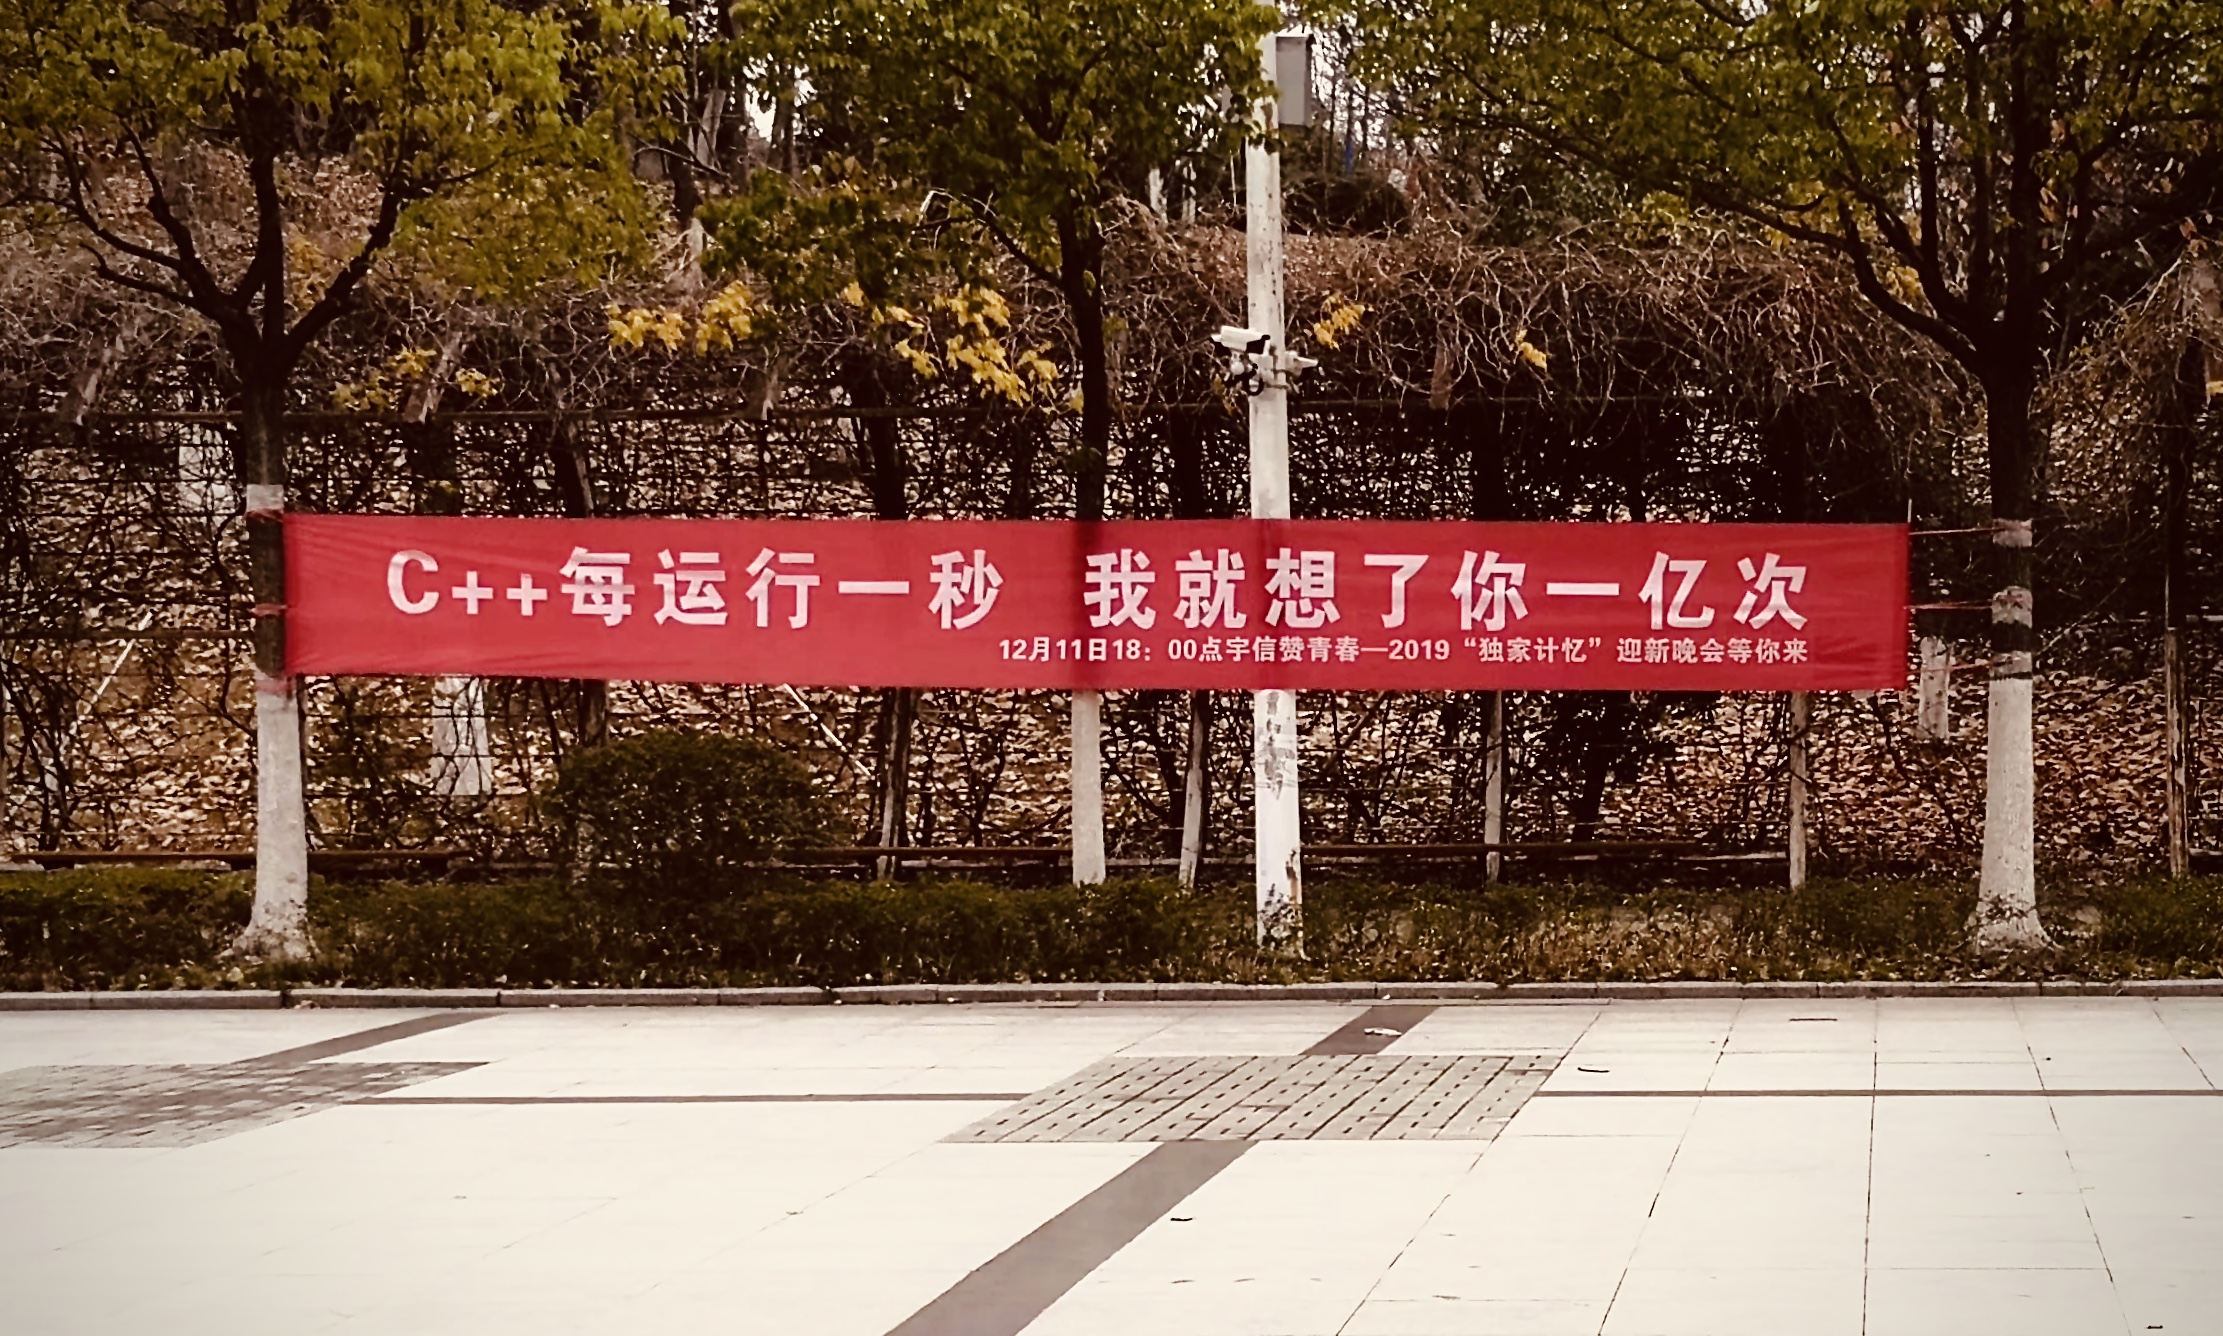 C++每运行一秒 我就想了你一亿次
12月11日18：00点宇信赞青春—2019“独家计忆”迎新晚会等你来